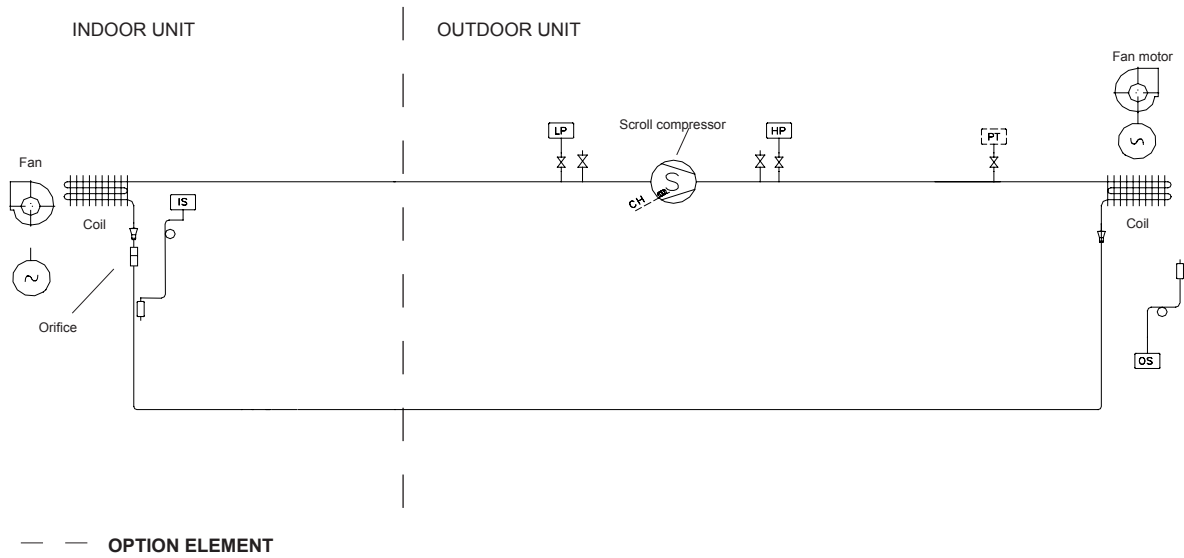 INDOOR UNIT
OUTDOOR UNIT
Fan motor
Scroll compressor
LP
HP
PT
S
Fan
IS
CH
Coil
Coil
Orifice
OS
OPTION ELEMENT